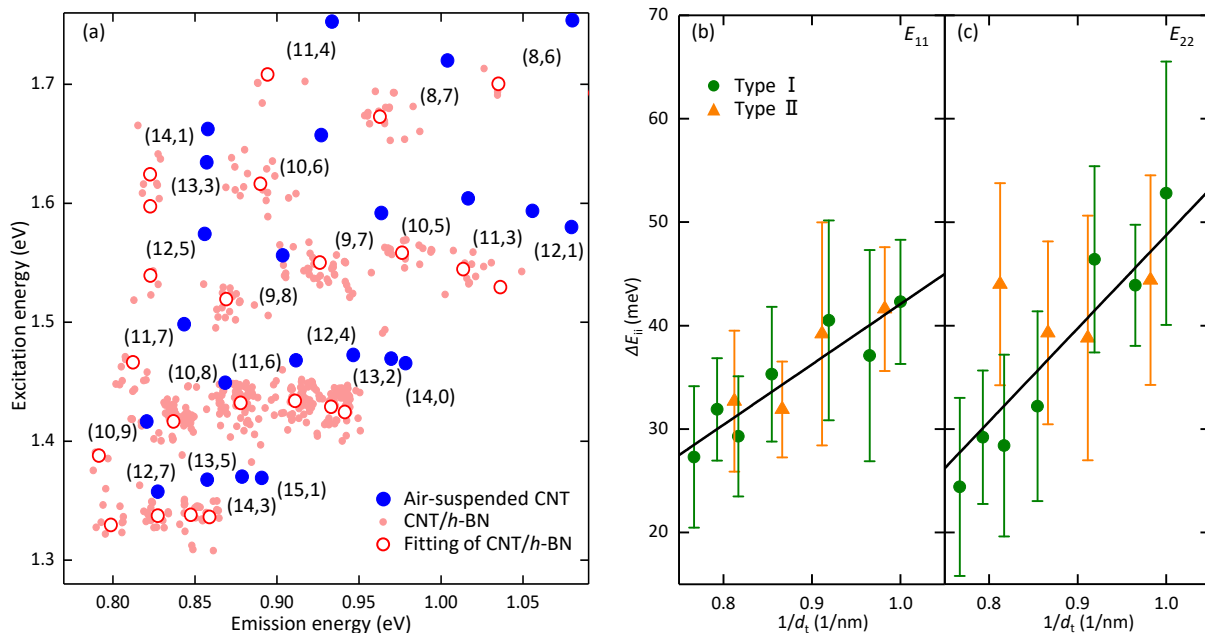 (a)
(11,4)
(8,6)
(8,7)
(14,1)
(10,6)
(13,3)
(12,5)
(9,7)
(10,5)
(11,3)
(12,1)
(9,8)
(11,7)
(12,4)
(11,6)
(10,8)
(13,2)
(14,0)
(10,9)
(13,5)
(12,7)
(15,1)
(14,3)
Air-suspended CNT
CNT/h-BN
Fitting of CNT/h-BN
1.7
1.6
1.5
1.4
1.3
Excitation energy (eV)
0.80 0.85 0.90 0.95 1.00 1.05
Emission energy (eV)
(b) E11
Type Ⅰ
Type Ⅱ
70
60
50
40
30
20
ΔEii (meV)
0.8 0.9 1.0
1/dt (1/nm)
(c) E22
0.8 0.9 1.0
1/dt (1/nm)